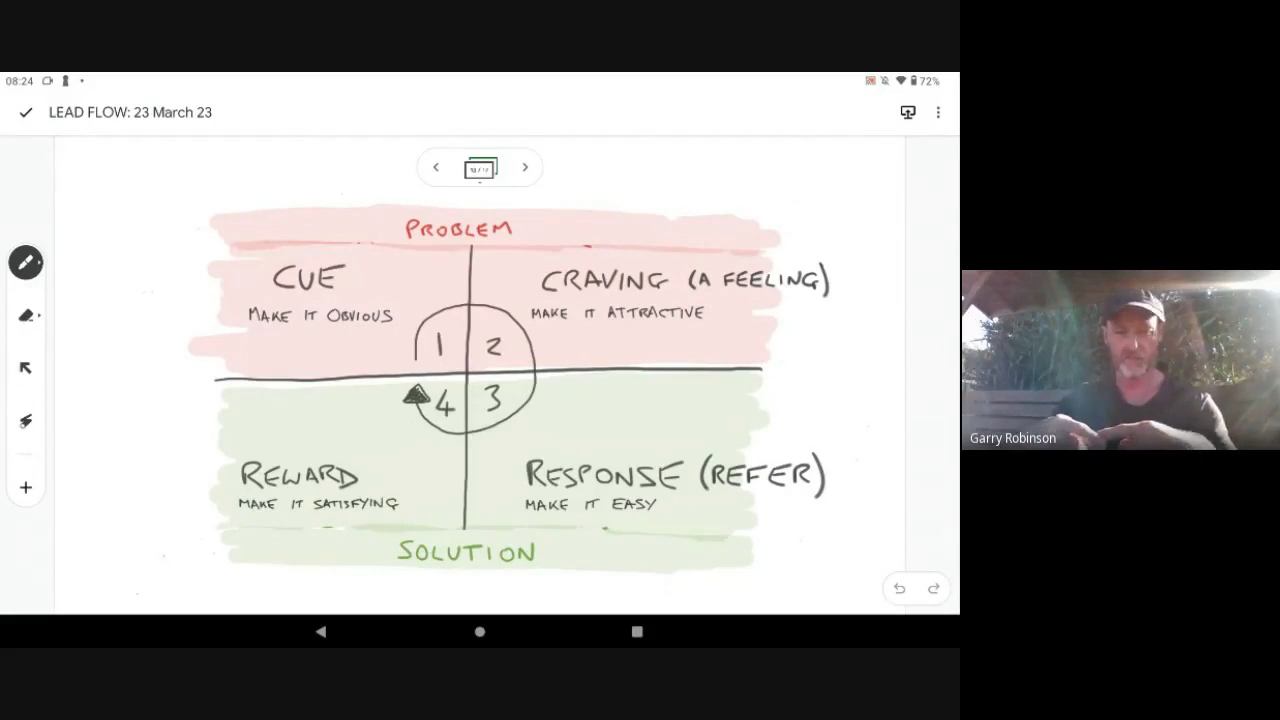 08:24
72%
LEAD FLOW: 23 March 23
PROBLEM
CUE
MAKE IT OBVIOUS
CRAVING (A FEELING)
MAKE IT ATTRACTIVE
1
2
4
3
REWARD
MAKE IT SATISFYING
RESPONSE (REFER)
MAKE IT EASY
SOLUTION
Garry Robinson